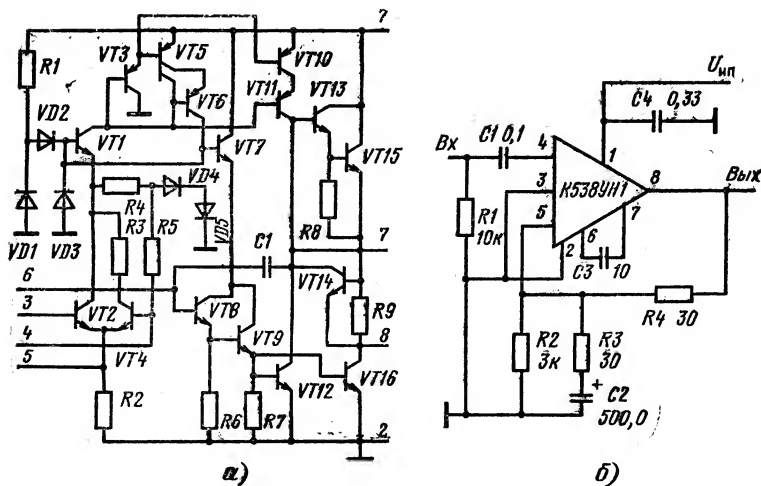 7
VT3
VT5
VT10
R1
VT11
VT13
VD2
VT6
VT1
VT7
VT15
R4
VD4
R3
R5
VD5
R8
VD1
VD3
C1
7
6
VT14
3
VT2
VT8
VT9
R9
4
8
5
VT4
VT12
VT16
R2
R6
R7
2
а)
Uип
C4
0,33
Вх
C1 0,1
4
1
3
К538УН1
8
Вых
5
7
R1
10к
2
6
C3
10
R4 30
R2
3к
R3
30
+
C2
500,0
б)